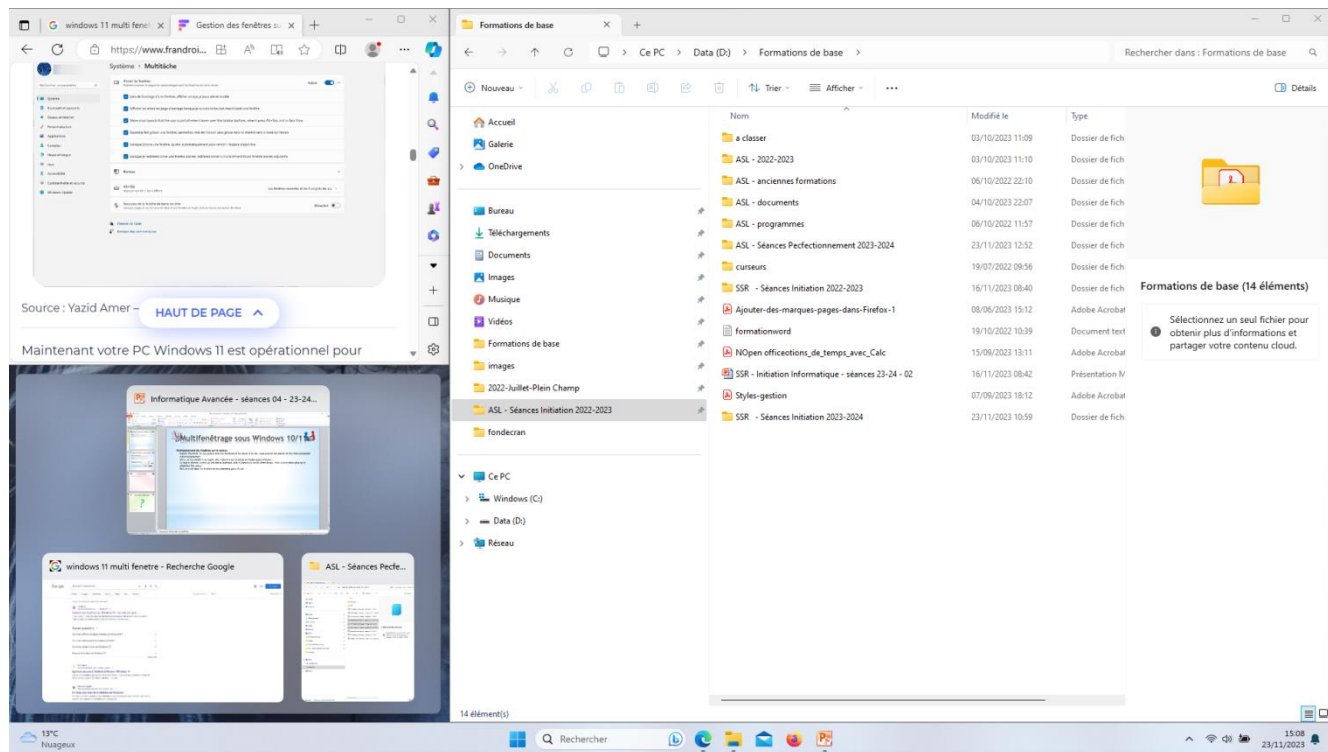 windows 11 multi fenet
Gestion des fenêtres su
https://www.frandroi...
Système > Multitâche
Source : Yazid Amer –
HAUT DE PAGE
Maintenant votre PC Windows 11 est opérationnel pour
Informatique Avancée - séances 04 - 23-24...
Multifenêtrage sous Windows 10/11
windows 11 multi fenetre - Recherche Google
ASL - Séances Pecfe...
Formations de base
Ce PC > Data (D:) > Formations de base >
Rechercher dans : Formations de base
Nouveau
Trier
Afficher
Détails
Accueil
Galerie
OneDrive
Bureau
Téléchargements
Documents
Images
Musique
Vidéos
Formations de base
images
2022-Juillet-Plein Champ
ASL - Séances Initiation 2022-2023
fondecran
Ce PC
Windows (C:)
Data (D:)
Réseau
Nom Modifié le Type
a classer 03/10/2023 11:09 Dossier de fich
ASL - 2022-2023 03/10/2023 11:10 Dossier de fich
ASL - anciennes formations 06/10/2022 22:10 Dossier de fich
ASL - documents 04/10/2023 22:07 Dossier de fich
ASL - programmes 06/10/2022 11:57 Dossier de fich
ASL - Séances Pecfectionnement 2023-2024 23/11/2023 12:52 Dossier de fich
curseurs 19/07/2022 09:56 Dossier de fich
SSR - Séances Initiation 2022-2023 16/11/2023 08:40 Dossier de fich
Ajouter-des-marques-pages-dans-Firefox-1 08/06/2023 15:12 Adobe Acrobat
formationword 19/10/2022 10:39 Document text
NOpen officeotions_de_temps_avec_Calc 15/09/2023 13:11 Adobe Acrobat
SSR - Initiation Informatique - séances 23-24 - 02 16/11/2023 08:42 Présentation M
Styles-gestion 07/09/2023 18:12 Adobe Acrobat
SSR - Séances Initiation 2023-2024 23/11/2023 10:59 Dossier de fich
Formations de base (14 éléments)
Sélectionnez un seul fichier pour
obtenir plus d'informations et
partager votre contenu cloud.
14 élément(s)
13°C
Nuageux
Rechercher
15:08
23/11/2023